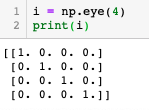 1 i = np.eye(4)
2 print(i)
[[1. 0. 0. 0.]
[0. 1. 0. 0.]
[0. 0. 1. 0.]
[0. 0. 0. 1.]]